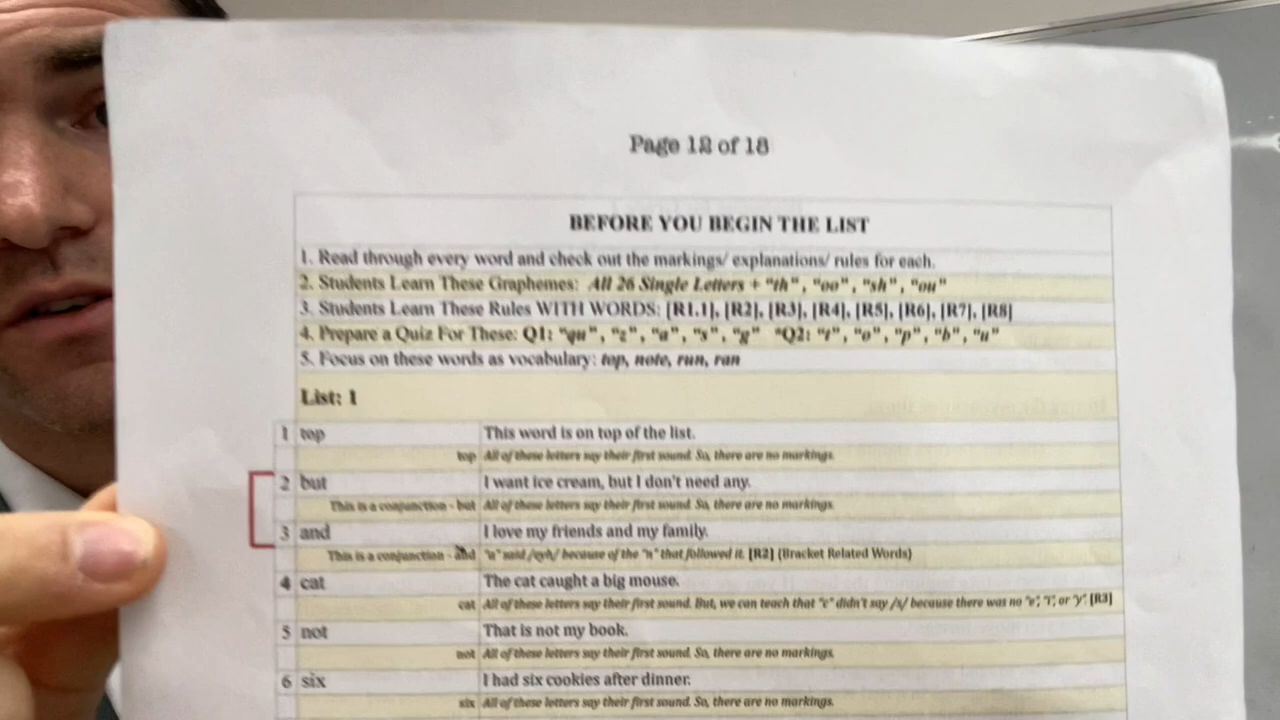 Page 12 of 18
BEFORE YOU BEGIN THE LIST
1. Read through every word and check out the markings/ explanations/ rules for each.
2. Students Learn These Graphemes: All 26 Single Letters + "th", "oo", "sh", "ou"
3. Students Learn These Rules WITH WORDS: [R1.1], [R2], [R3], [R4], [R5], [R6], [R7], [R8]
4. Prepare a Quiz For These: Q1: "qu", "z", "a", "s", "g" *Q2: "t", "o", "p", "b", "u"
5. Focus on these words as vocabulary: top, note, run, ran
List: 1
1 top This word is on top of the list.
top All of these letters say their first sound. So, there are no markings.
2 but I want ice cream, but I don't need any.
This is a conjunction - but All of these letters say their first sound. So, there are no markings.
3 and I love my friends and my family.
This is a conjunction - and "a" said /eyh/ because of the "n" that followed it. [R2] (Bracket Related Words)
4 cat The cat caught a big mouse.
cat All of these letters say their first sound. But, we can teach that "c" didn't say /s/ because there was no "e", "i", or "y". [R3]
5 not That is not my book.
not All of these letters say their first sound. So, there are no markings.
6 six I had six cookies after dinner.
six All of these letters say their first sound. So, there are no markings.